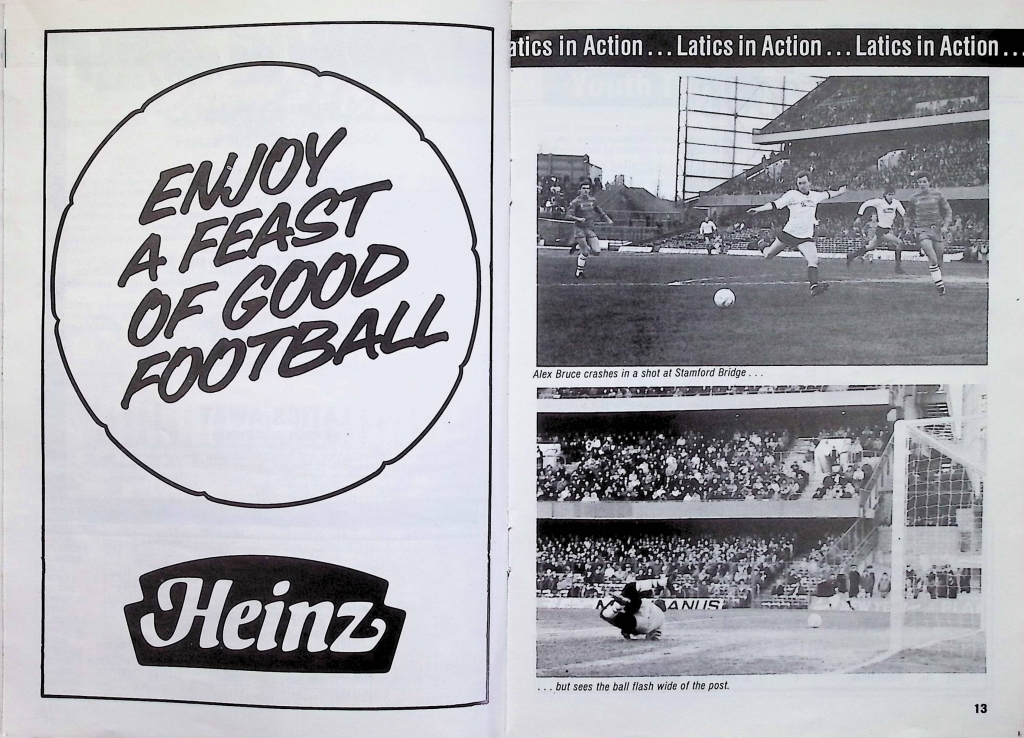 ENJOY
A FEAST
OF GOOD
FOOTBALL
Heinz
atics in Action... Latics in Action... Latics in Action...
Alex Bruce crashes in a shot at Stamford Bridge...
ANUS
...but sees the ball flash wide of the post.
13